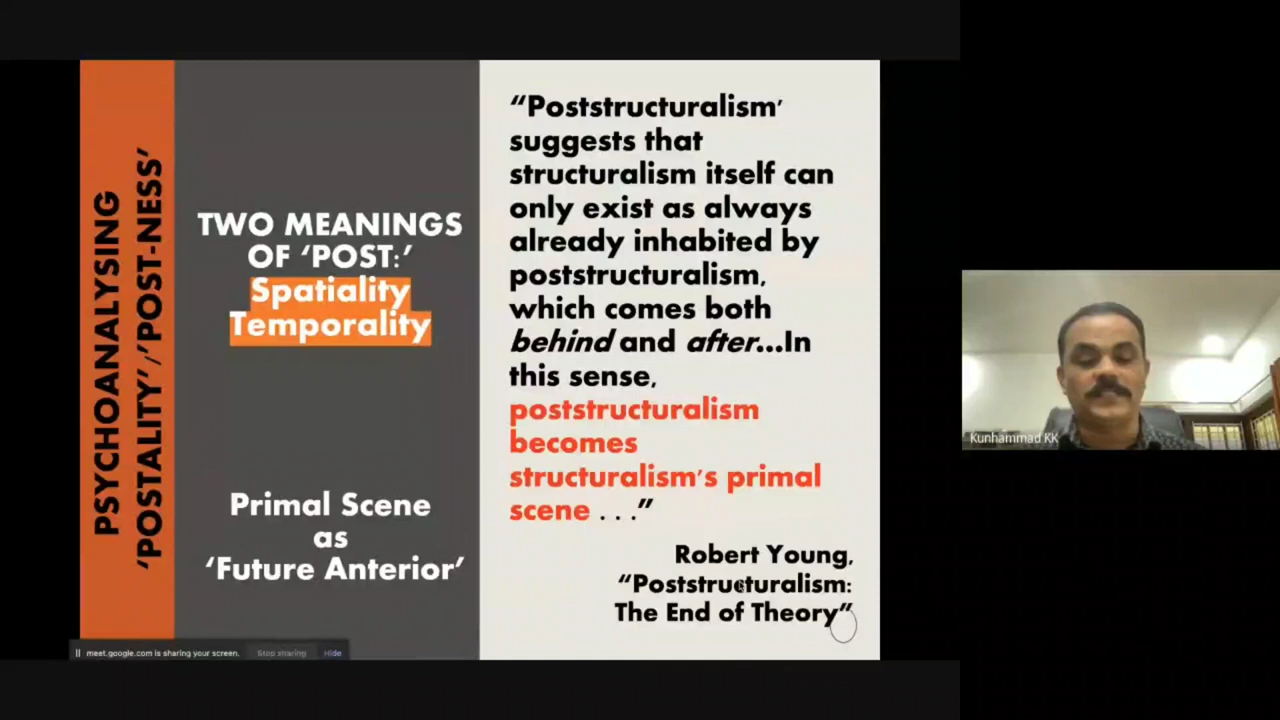 PSYCHOANALYSING
‘POSTALITY’/‘POST-NESS’
TWO MEANINGS
OF ‘POST:’
Spatiality
Temporality
Primal Scene
as
‘Future Anterior’
“Poststructuralism’
suggests that
structuralism itself can
only exist as always
already inhabited by
poststructuralism,
which comes both
behind and after...In
this sense,
poststructuralism
becomes
structuralism’s primal
scene . . .”
Robert Young,
“Poststructuralism:
The End of Theory”
meet.google.com is sharing your screen.
Stop sharing
Hide
Kunhammad KK